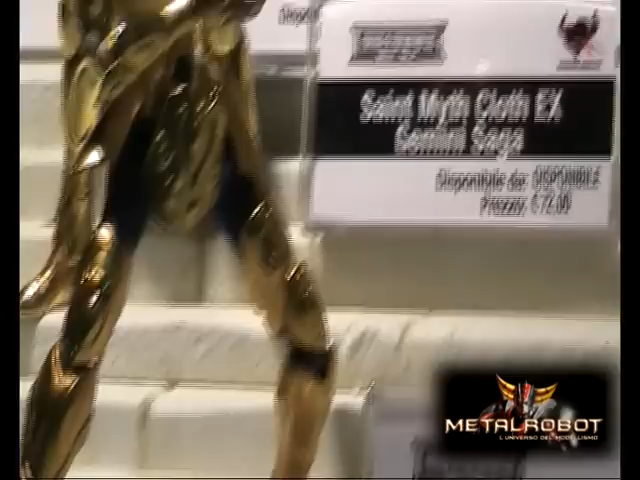 Saint Myth Cloth EX
Gemini Saga
Disponibile da: DISPONIBILE
Prezzo: €72,00
METALROBOT
L'UNIVERSO DEL MODELLISMO